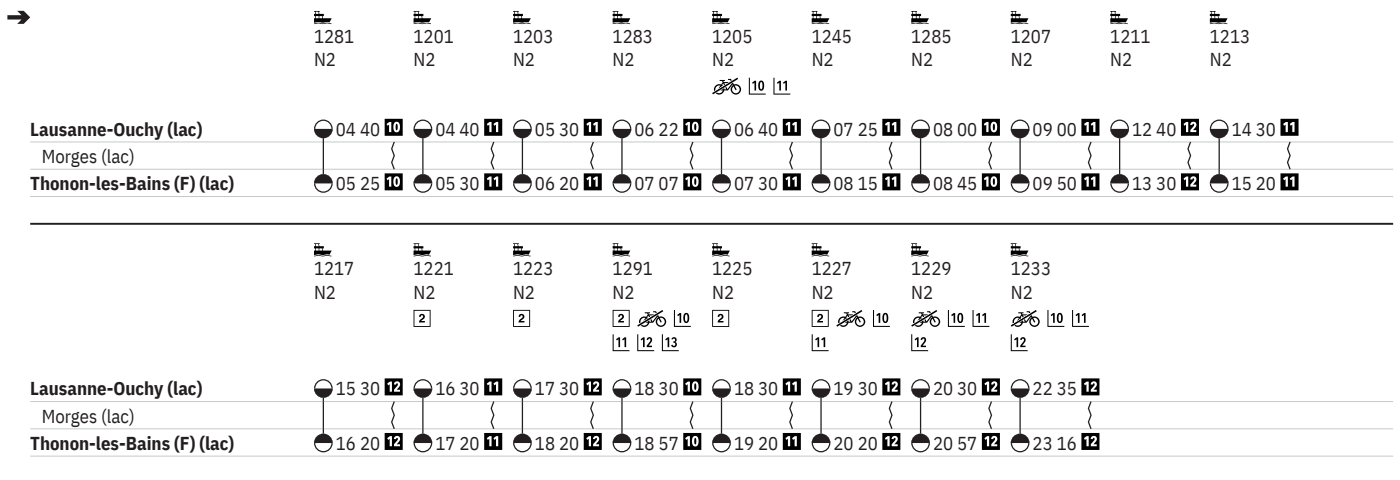 ➔
1281 1201 1203 1283 1205 1245 1285 1207 1211 1213
N2 N2 N2 N2 N2 N2 N2 N2 N2 N2
10 11
Lausanne-Ouchy (lac) 04 40 10 04 40 11 05 30 11 06 22 10 06 40 11 07 25 11 08 00 10 09 00 11 12 40 12 14 30 11
Morges (lac)
Thonon-les-Bains (F) (lac) 05 25 10 05 30 11 06 20 11 07 07 10 07 30 11 08 15 11 08 45 10 09 50 11 13 30 12 15 20 11
1217 1221 1223 1291 1225 1227 1229 1233
N2 N2 N2 N2 N2 N2 N2 N2
2 2 2 10 2 2 10 10 11 10 11
11 12 13 11 12 12
Lausanne-Ouchy (lac) 15 30 12 16 30 11 17 30 12 18 30 10 18 30 11 19 30 12 20 30 12 22 35 12
Morges (lac)
Thonon-les-Bains (F) (lac) 16 20 12 17 20 11 18 20 12 18 57 10 19 20 11 20 20 12 20 57 12 23 16 12